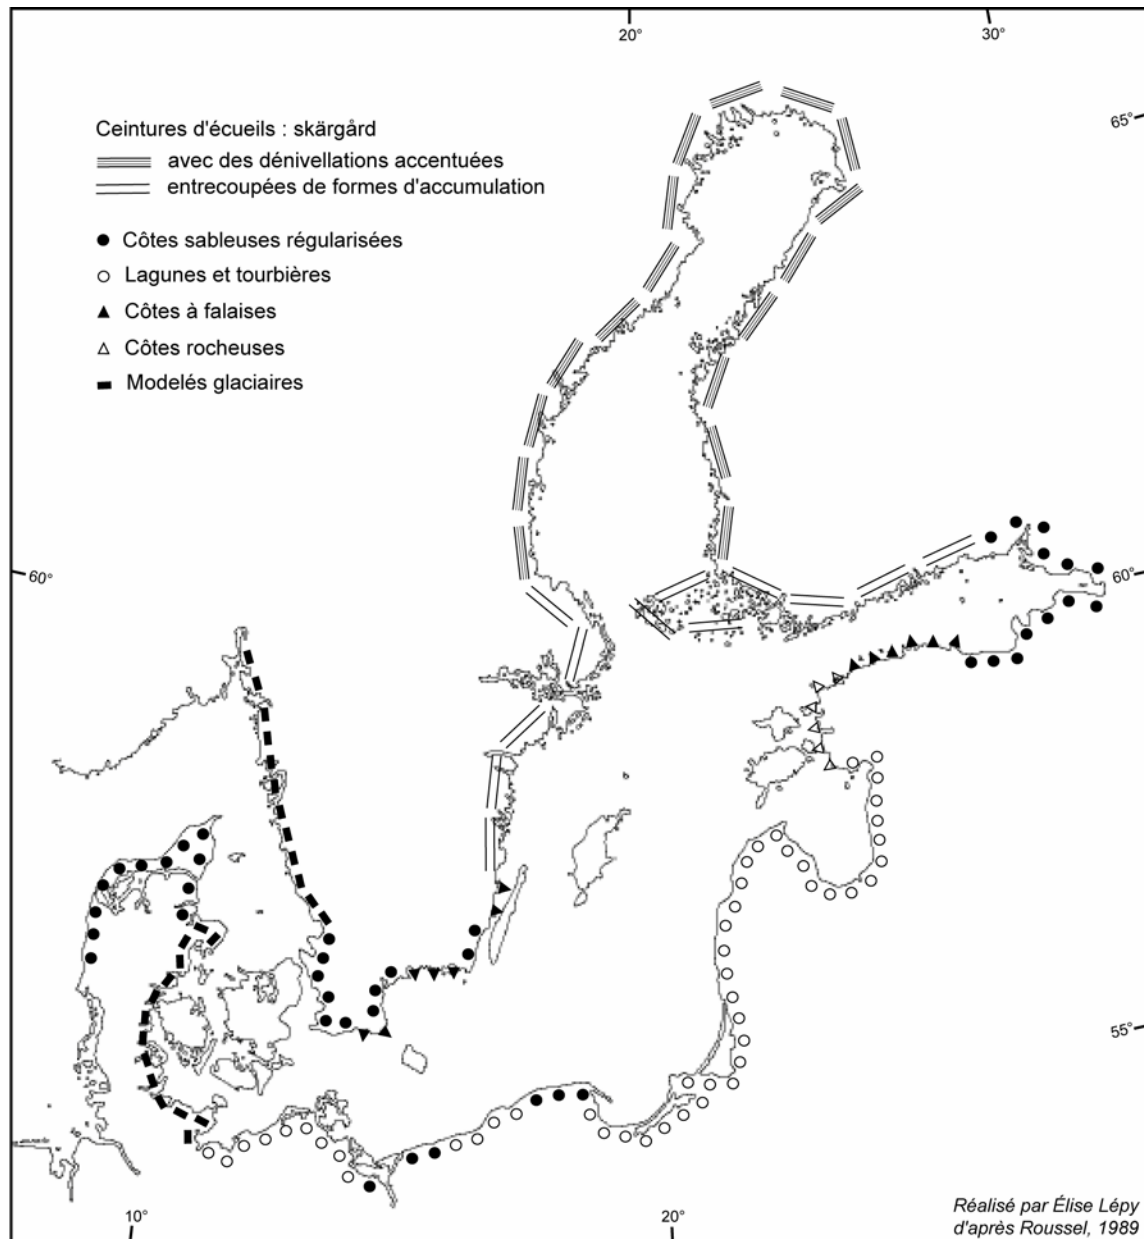 20°
30°
65°
Ceintures d'écueils : skärgård
avec des dénivellations accentuées
entrecoupées de formes d'accumulation
Côtes sableuses régularisées
Lagunes et tourbières
Côtes à falaises
Côtes rocheuses
Modelés glaciaires
60°
60°
55°
10°
20°
Réalisé par Élise Lépy
d'après Roussel, 1989